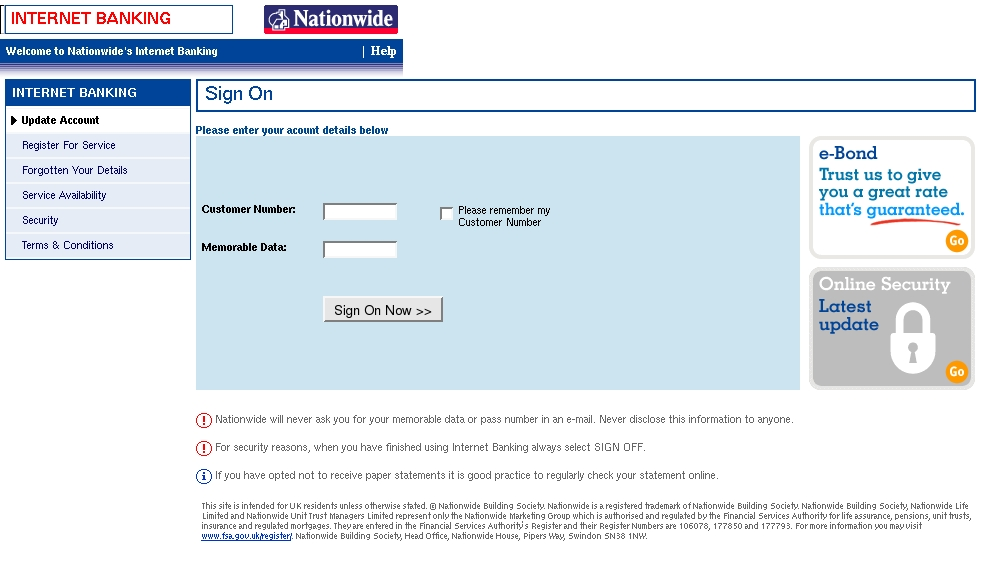 INTERNET BANKING
Nationwide
Welcome to Nationwide's Internet Banking
| Help
INTERNET BANKING
Update Account
Register For Service
Forgotten Your Details
Service Availability
Security
Terms & Conditions
Sign On
Please enter your acount details below
Customer Number:
Please remember my
Customer Number
Memorable Data:
Sign On Now >>
e-Bond
Trust us to give
you a great rate
that's guaranteed.
Go
Online Security
Latest
update
Go
Nationwide will never ask you for your memorable data or pass number in an e-mail. Never disclose this information to anyone.
For security reasons, when you have finished using Internet Banking always select SIGN OFF.
If you have opted not to receive paper statements it is good practice to regularly check your statement online.
This site is intended for UK residents unless otherwise stated. © Nationwide Building Society. Nationwide is a registered trademark of Nationwide Building Society. Nationwide Building Society, Nationwide Life
Limited and Nationwide Unit Trust Managers Limited represent only the Nationwide Marketing Group which is authorised and regulated by the Financial Services Authority for life assurance, pensions, unit trusts,
insurance and regulated mortgages. They are entered in the Financial Services Authority's Register and their Register Numbers are 106078, 177850 and 177793. For more information you may visit
www.fsa.gov.uk/register/. Nationwide Building Society, Head Office, Nationwide House, Pipers Way, Swindon SN38 1NW.